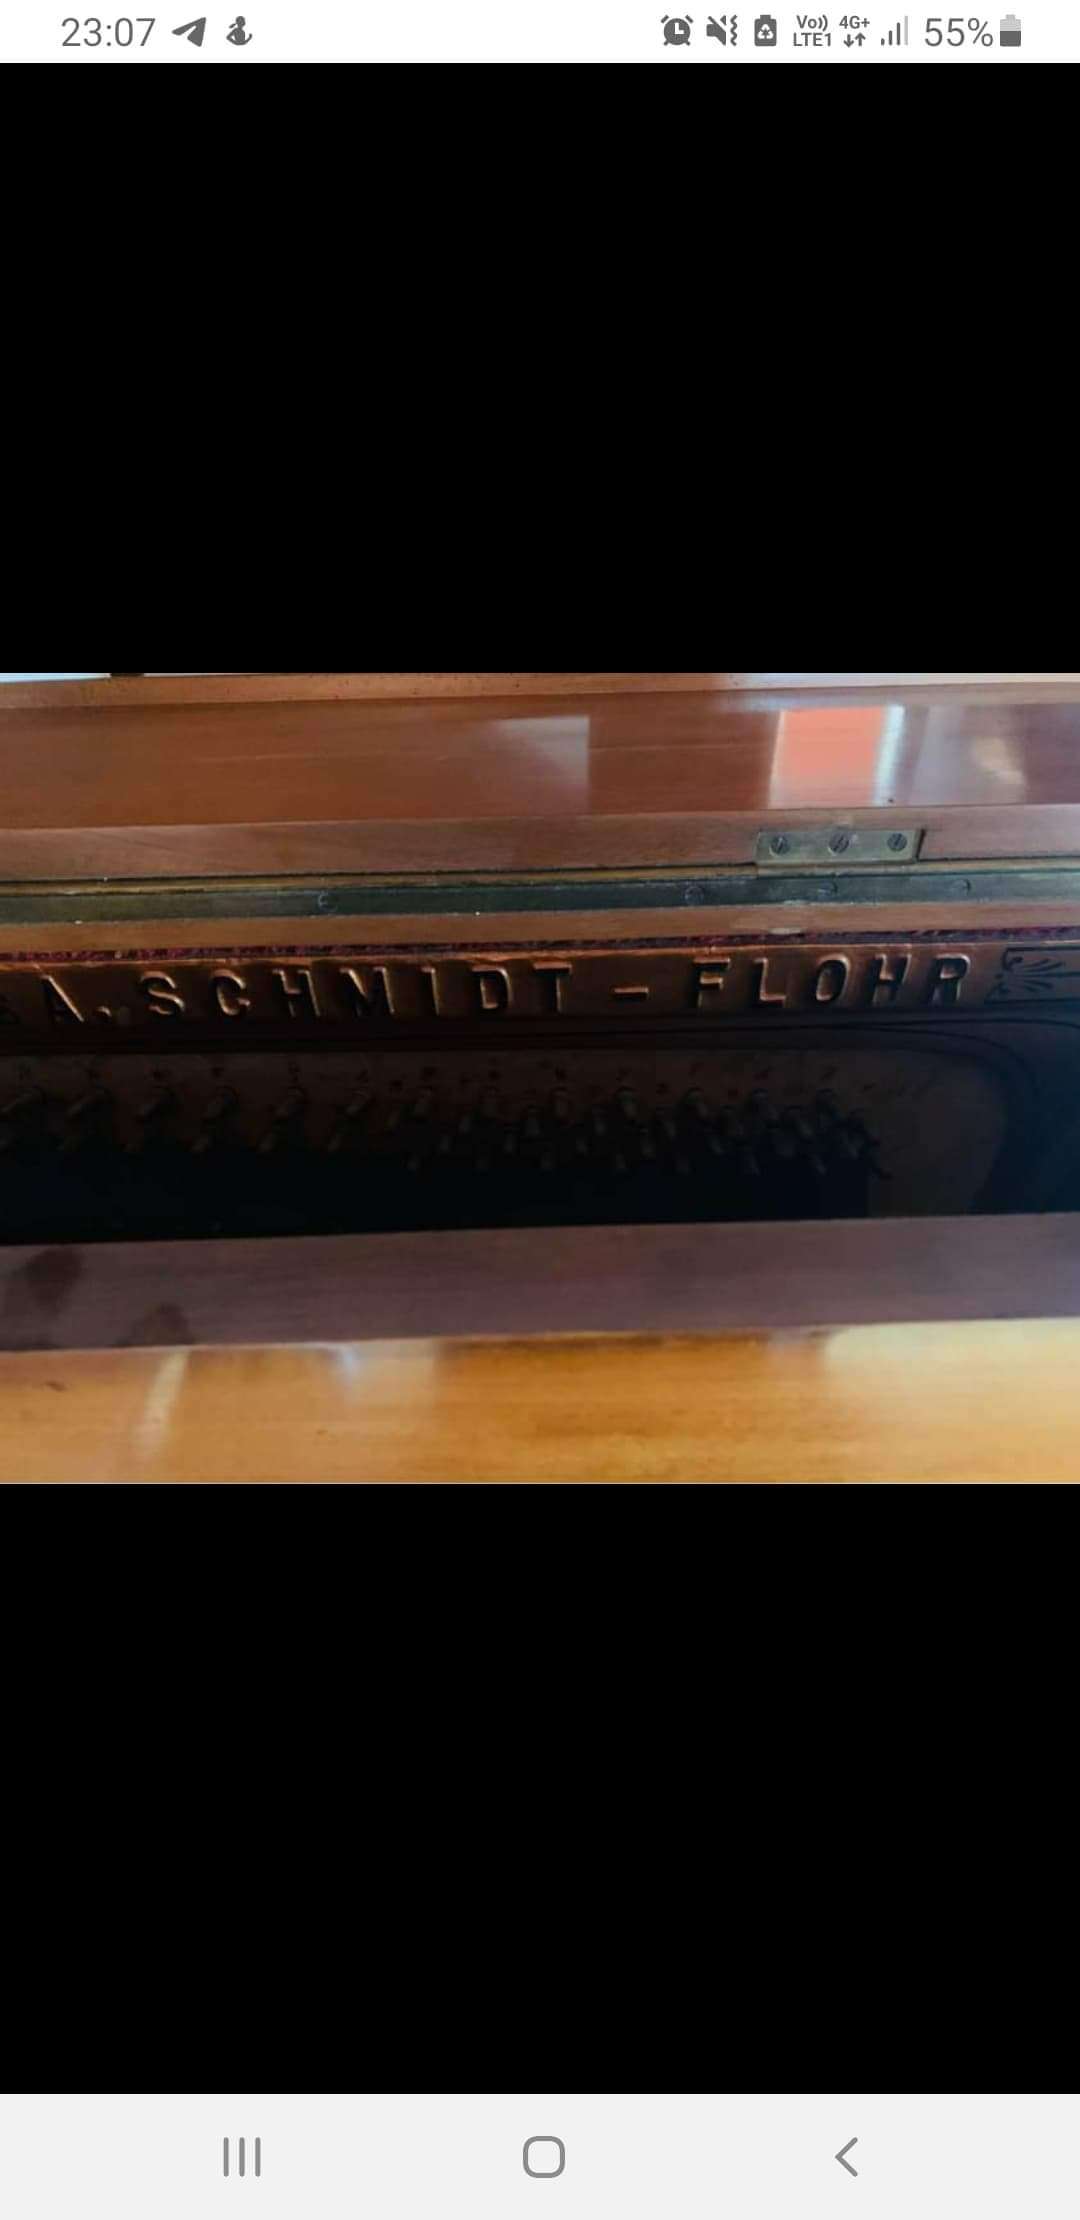 23:07
Vo)) LTE1 4G+ 55%
A. SCHMIDT - FLOHR